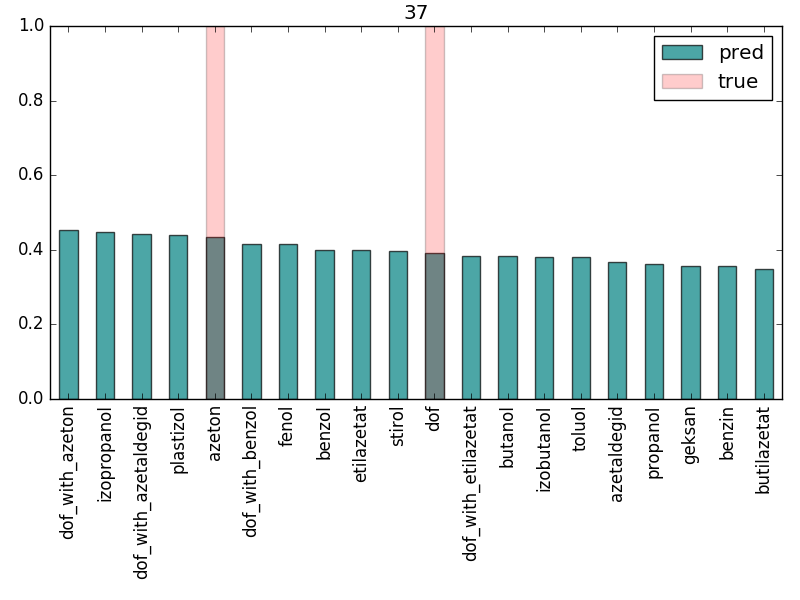 37
1.0
0.8
0.6
0.4
0.2
0.0
pred
true
dof_with_azeton
izopropanol
dof_with_azetaldegid
plastizol
azeton
dof_with_benzol
fenol
benzol
etilazetat
stirol
dof
dof_with_etilazetat
butanol
izobutanol
toluol
azetaldegid
propanol
geksan
benzin
butilazetat